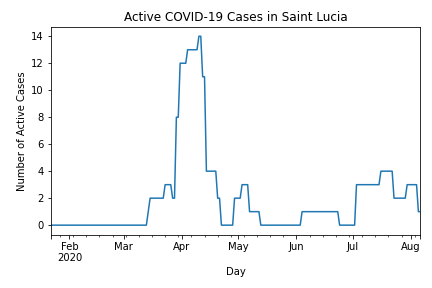 Active COVID-19 Cases in Saint Lucia
14
12
10
8
6
4
2
0
Number of Active Cases
Feb Mar Apr May Jun Jul Aug
2020
Day